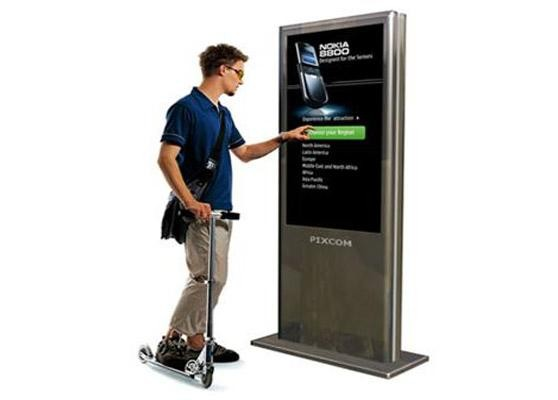 NOKIA
8800
Designed for the Senses
Experience the attraction
Choose your Region
North America
Latin America
Europe
Middle East and North Africa
Africa
Asia Pacific
Greater China
PIXCOM